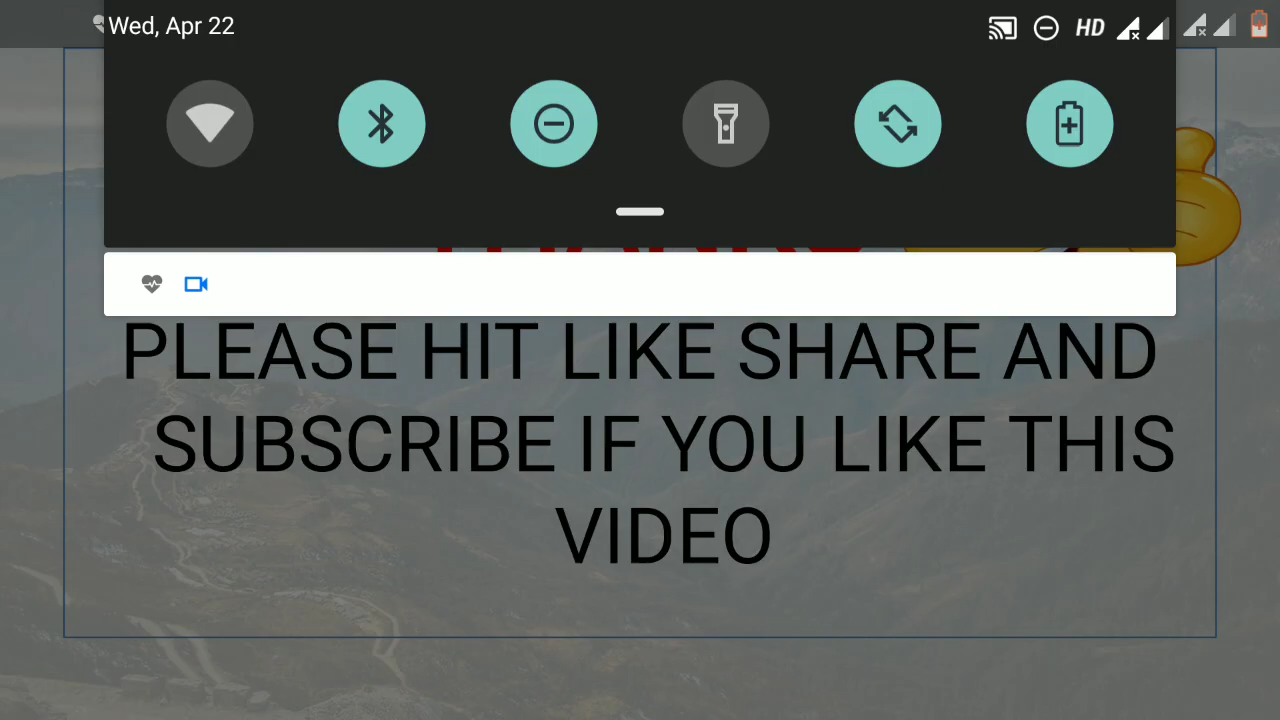 Wed, Apr 22
HD
PLEASE HIT LIKE SHARE AND
SUBSCRIBE IF YOU LIKE THIS
VIDEO